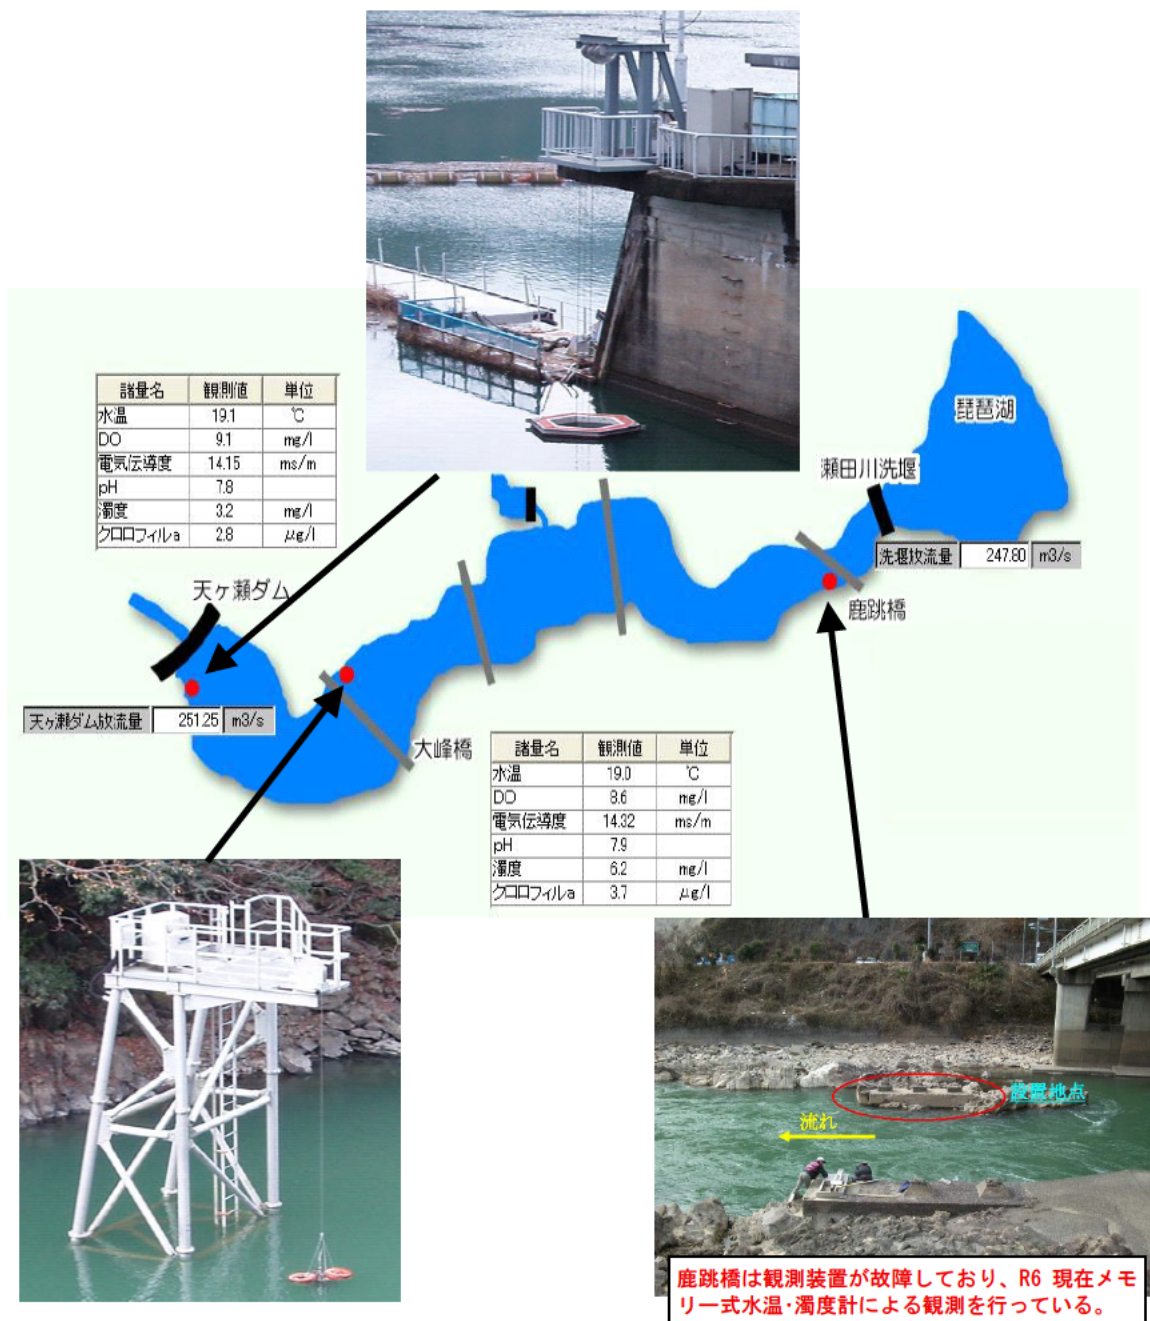 諸量名 観測値 単位
水温 19.1 ℃
DO 9.1 mg/l
電気伝導度 14.15 ms/m
pH 7.8
濁度 3.2 mg/l
クロロフィルa 2.8 μg/l
琵琶湖
瀬田川洗堰
洗堰放流量 247.80 m3/s
天ヶ瀬ダム
鹿跳橋
天ヶ瀬ダム放流量 251.25 m3/s
大峰橋
諸量名 観測値 単位
水温 19.0 ℃
DO 8.6 mg/l
電気伝導度 14.32 ms/m
pH 7.9
濁度 6.2 mg/l
クロロフィルa 3.7 μg/l
設置地点
流れ
鹿跳橋は観測装置が故障しており、R6 現在メモ
リー式水温･濁度計による観測を行っている。